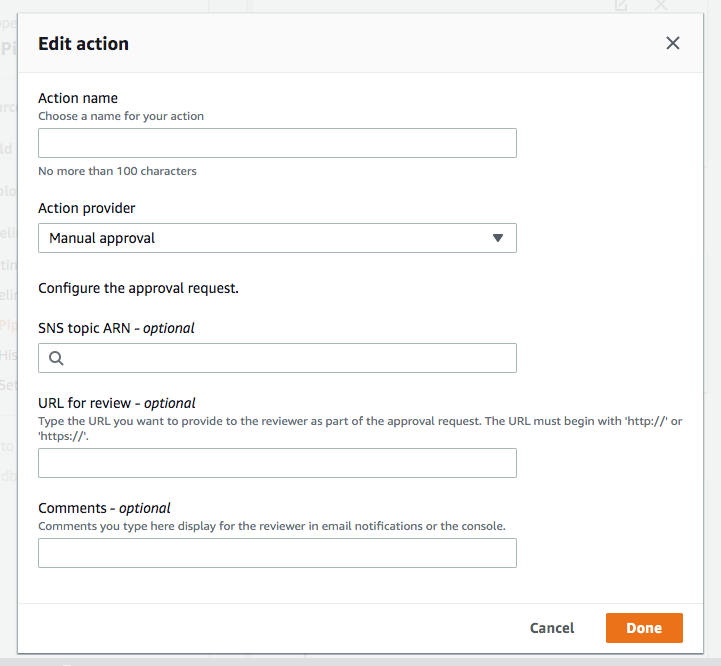 Edit action
Action name
Choose a name for your action
No more than 100 characters
Action provider
Manual approval
Configure the approval request.
SNS topic ARN - optional
URL for review - optional
Type the URL you want to provide to the reviewer as part of the approval request. The URL must begin with 'http://' or
'https://'.
Comments - optional
Comments you type here display for the reviewer in email notifications or the console.
Cancel
Done